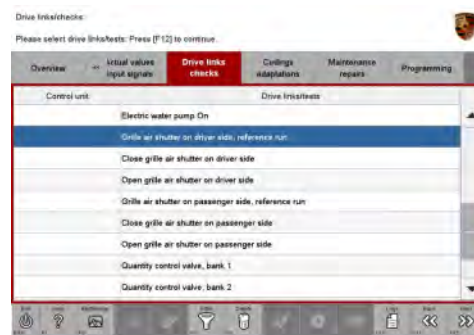 Drive links/checks:
Please select drive links/tests: Press [F12] to continue.
Overview
Actual values
input signals
Drive links
checks
Codings
adaptations
Maintenance
repairs
Programming
Control unit
Drive links/tests
Electric water pump On
Grille air shutter on driver side, reference run
Close grille air shutter on driver side
Open grille air shutter on driver side
Grille air shutter on passenger side, reference run
Close grille air shutter on passenger side
Open grille air shutter on passenger side
Quantity control valve, bank 1
Quantity control valve, bank 2